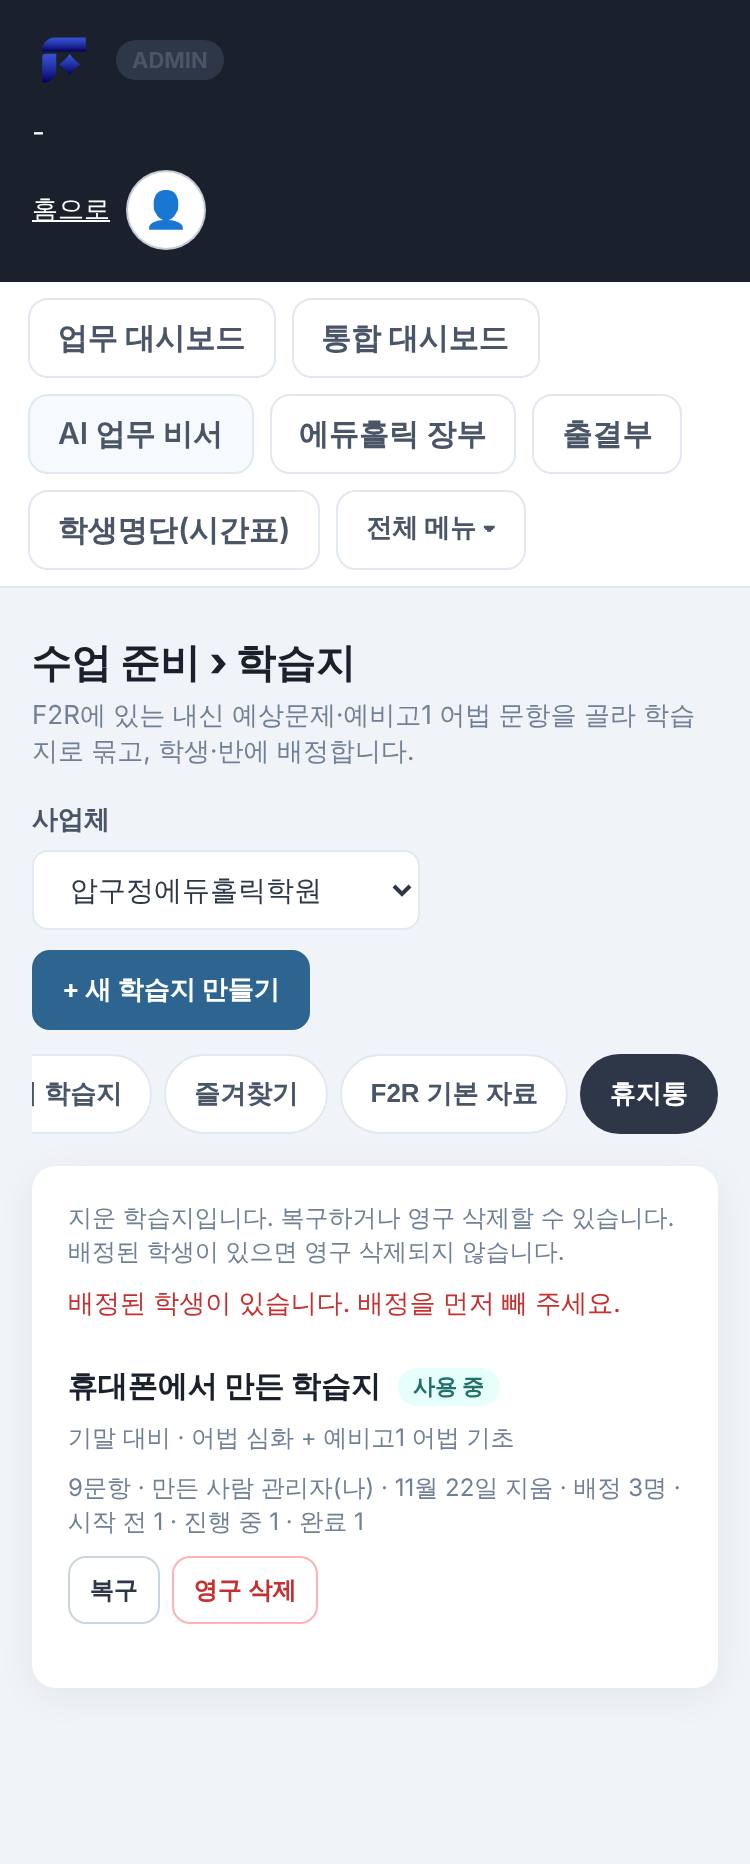 ADMIN
-
홈으로
업무 대시보드 통합 대시보드
AI 업무 비서 에듀홀릭 장부 출결부
학생명단(시간표) 전체 메뉴
수업 준비 › 학습지
F2R에 있는 내신 예상문제·예비고1 어법 문항을 골라 학습
지로 묶고, 학생·반에 배정합니다.
사업체
압구정에듀홀릭학원
+ 새 학습지 만들기
학습지 즐겨찾기 F2R 기본 자료 휴지통
지운 학습지입니다. 복구하거나 영구 삭제할 수 있습니다.
배정된 학생이 있으면 영구 삭제되지 않습니다.
배정된 학생이 있습니다. 배정을 먼저 빼 주세요.
휴대폰에서 만든 학습지 사용 중
기말 대비 · 어법 심화 + 예비고1 어법 기초
9문항 · 만든 사람 관리자(나) · 11월 22일 지움 · 배정 3명 ·
시작 전 1 · 진행 중 1 · 완료 1
복구 영구 삭제